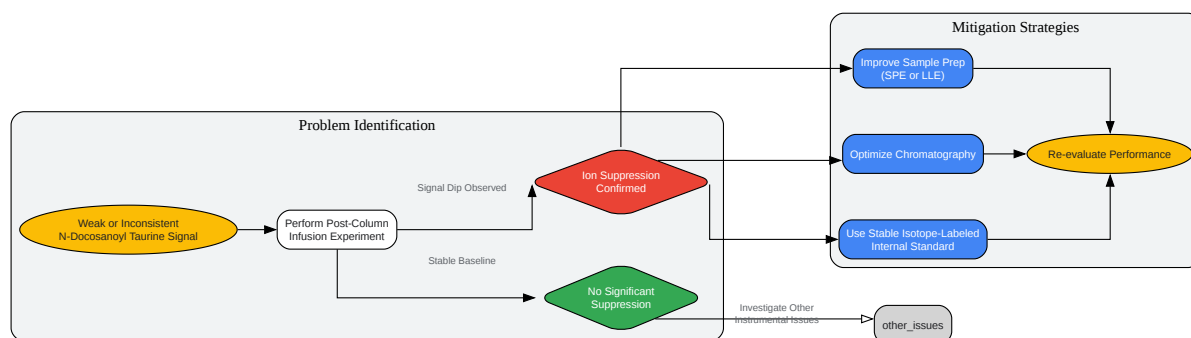 Mitigation Strategies
Improve Sample Prep
(SPE or LLE)
Problem Identification
Optimize Chromatography
Re-evaluate Performance
Ion Suppression
Confirmed
Signal Dip Observed
Weak or Inconsistent
N-Docosanoyl Taurine Signal
Perform Post-Column
Infusion Experiment
Use Stable Isotope-Labeled
Internal Standard
Stable Baseline
No Significant
Suppression
Investigate Other
Instrumental Issues
other_issues